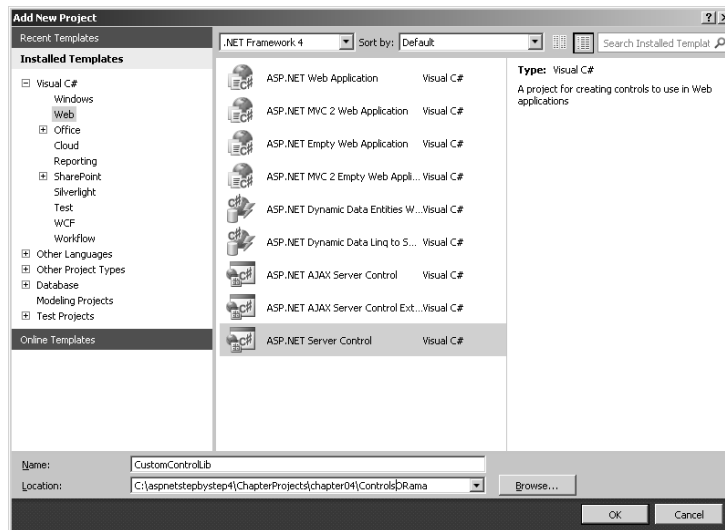 Add New Project
Recent Templates
Installed Templates
Visual C#
Windows
Web
Office
Cloud
Reporting
SharePoint
Silverlight
Test
WCF
Workflow
Other Languages
Other Project Types
Database
Modeling Projects
Test Projects
Online Templates
.NET Framework 4
Sort by: Default
Search Installed Templat
ASP.NET Web Application Visual C#
ASP.NET MVC 2 Web Application Visual C#
ASP.NET Empty Web Application Visual C#
ASP.NET MVC 2 Empty Web Appli... Visual C#
ASP.NET Dynamic Data Entities W... Visual C#
ASP.NET Dynamic Data Linq to S... Visual C#
ASP.NET AJAX Server Control Visual C#
ASP.NET AJAX Server Control Ext... Visual C#
ASP.NET Server Control Visual C#
Type: Visual C#
A project for creating controls to use in Web
applications
Name: CustomControlLib
Location: C:\aspnetstepbystep4\ChapterProjects\chapter04\ControlsORama
Browse...
OK Cancel